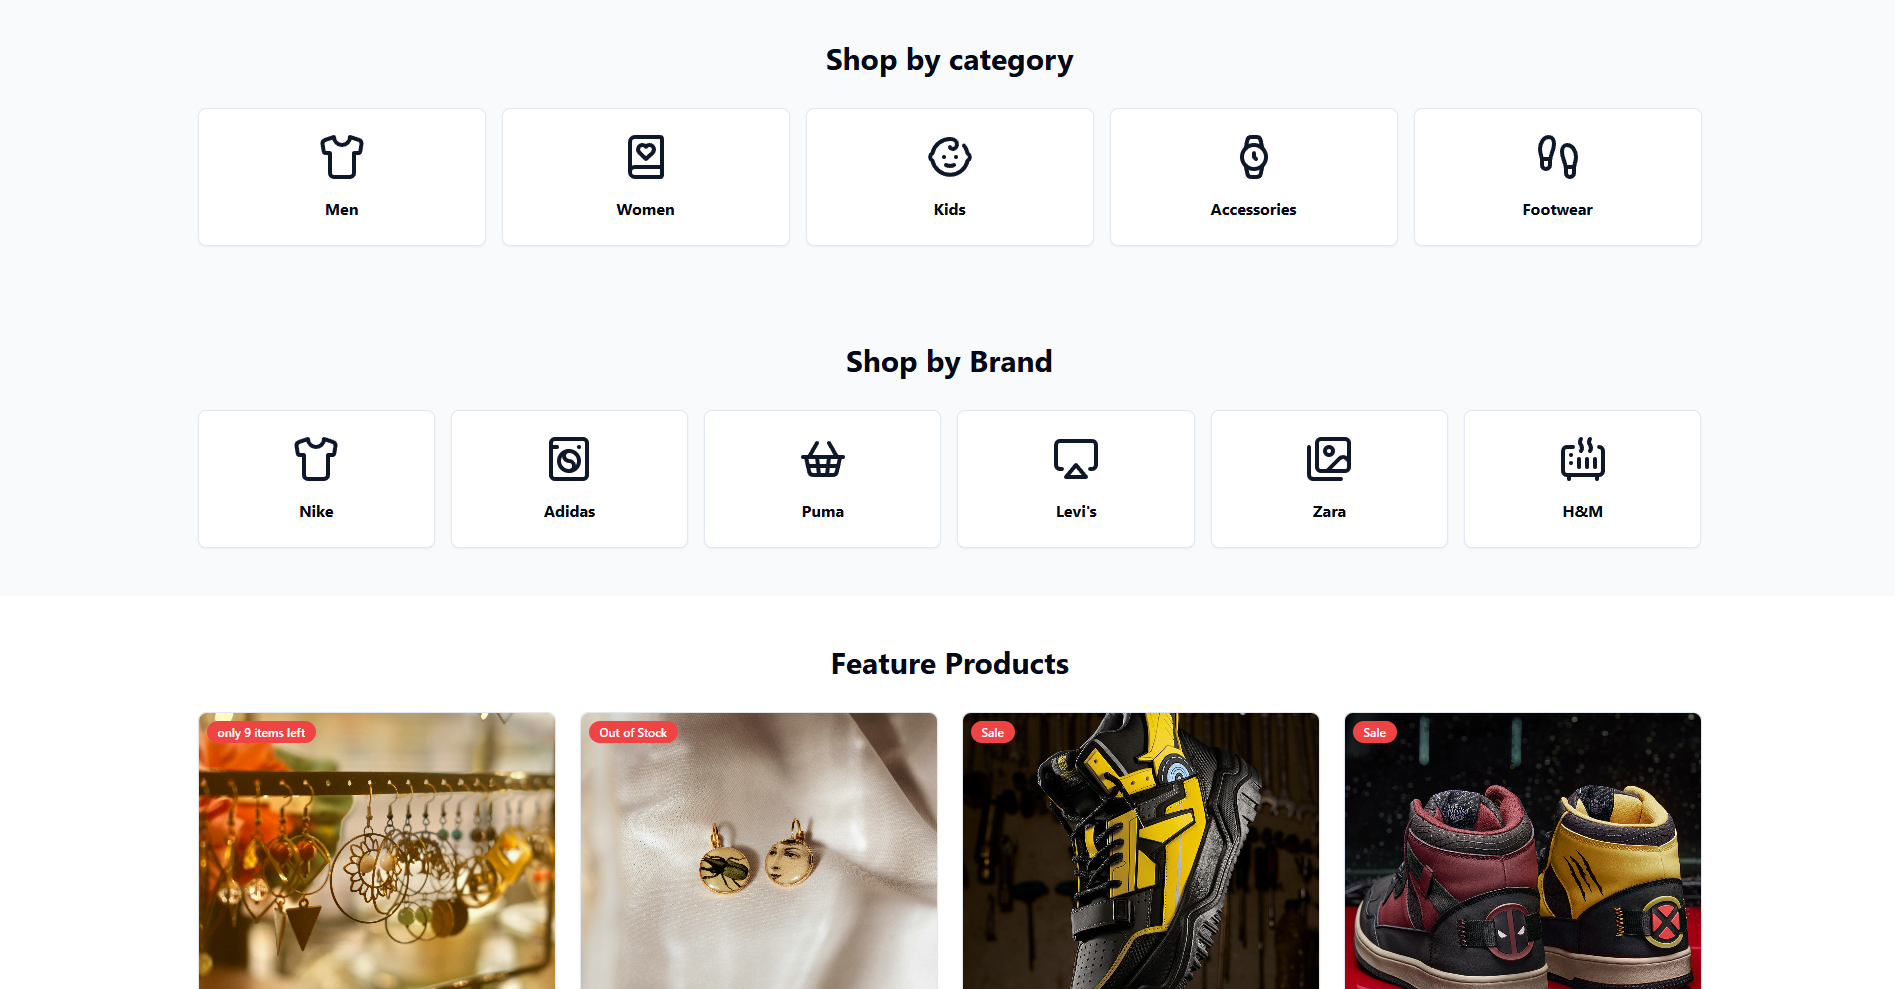 Shop by category
Men
Women
Kids
Accessories
Footwear
Shop by Brand
Nike
Adidas
Puma
Levi's
Zara
H&M
Feature Products
only 9 items left
Out of Stock
Sale
Sale